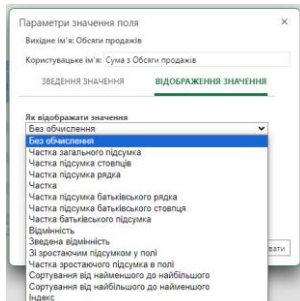 Параметри значення поля
Вихідне ім'я: Обсяги продажів
Користувацьке ім'я: Сума з Обсяги продажів
ЗВЕДЕННЯ ЗНАЧЕННЯ ВІДОБРАЖЕННЯ ЗНАЧЕННЯ
Як відображати значення
Без обчислення
Без обчислення
Частка загального підсумка
Частка підсумка стовпців
Частка підсумка рядка
Частка
Частка підсумка батьківського рядка
Частка підсумка батьківського стовпця
Частка батьківського підсумка
Відмінність
Зведена відмінність
Зі зростаючим підсумком у полі
Частка зростаючого підсумка в полі
Сортування від найменшого до найбільшого
Сортування від найбільшого до найменшого
Індекс
вати